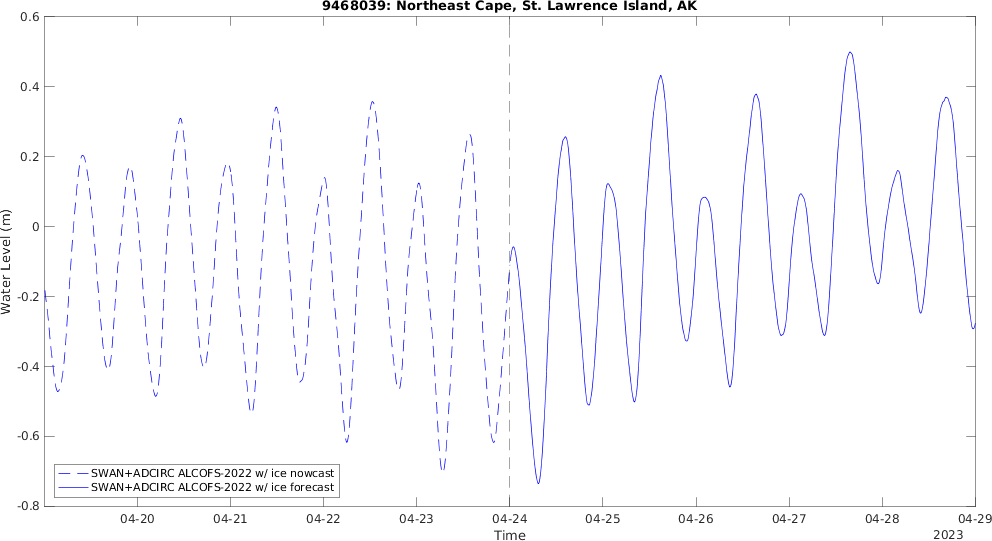 9468039: Northeast Cape, St. Lawrence Island, AK
0.6
0.4
0.2
0
-0.2
-0.4
-0.6
-0.8
Water Level (m)
SWAN+ADCIRC ALCOFS-2022 w/ ice nowcast
SWAN+ADCIRC ALCOFS-2022 w/ ice forecast
04-20 04-21 04-22 04-23 04-24 04-25 04-26 04-27 04-28 04-29
Time
2023